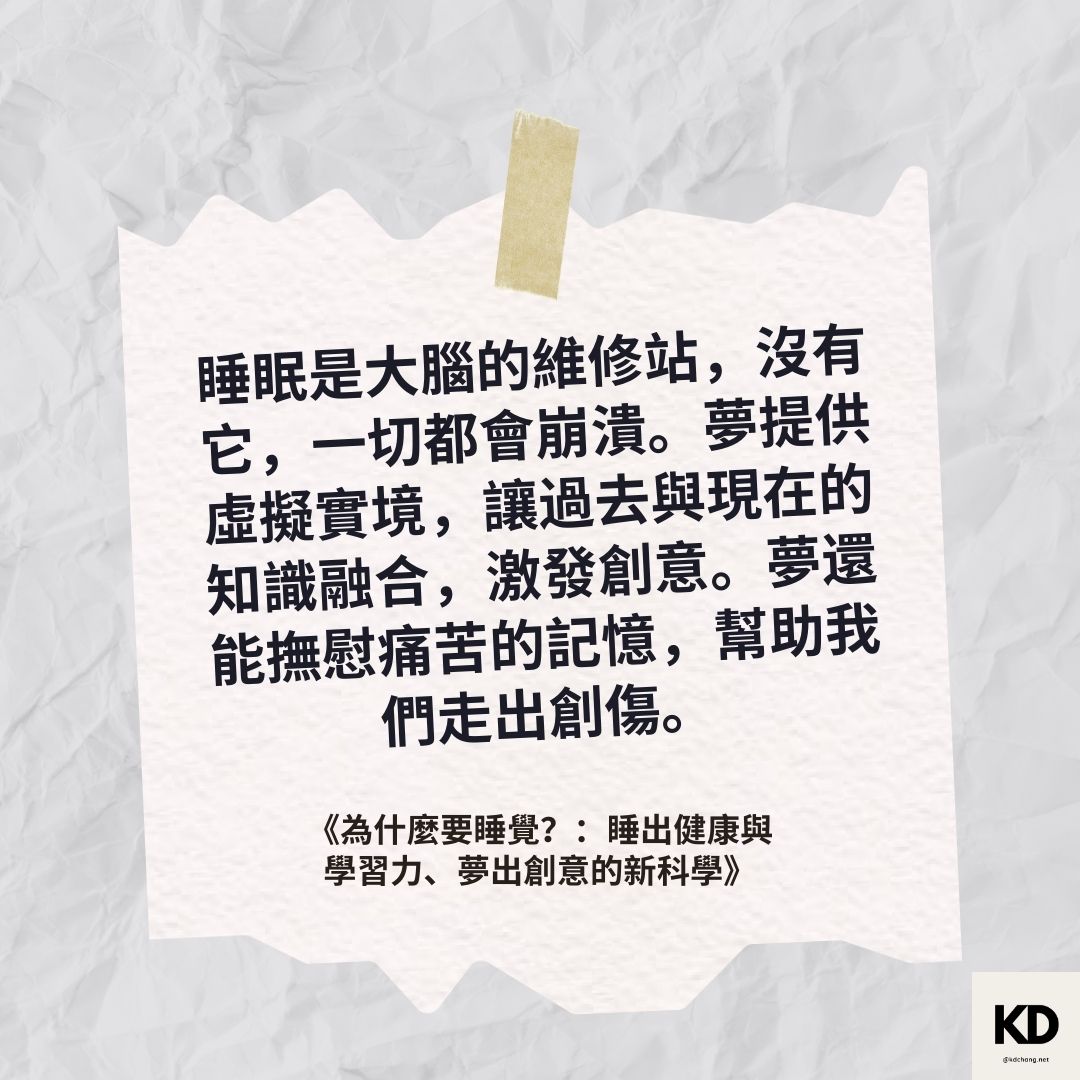 睡眠是大腦的維修站，沒有
它，一切都會崩潰。夢提供
虛擬實境，讓過去與現在的
知識融合，激發創意。夢還
能撫慰痛苦的記憶，幫助我
們走出創傷。
《為什麼要睡覺？：睡出健康與
學習力、夢出創意的新科學》
KD
@kdchang.net